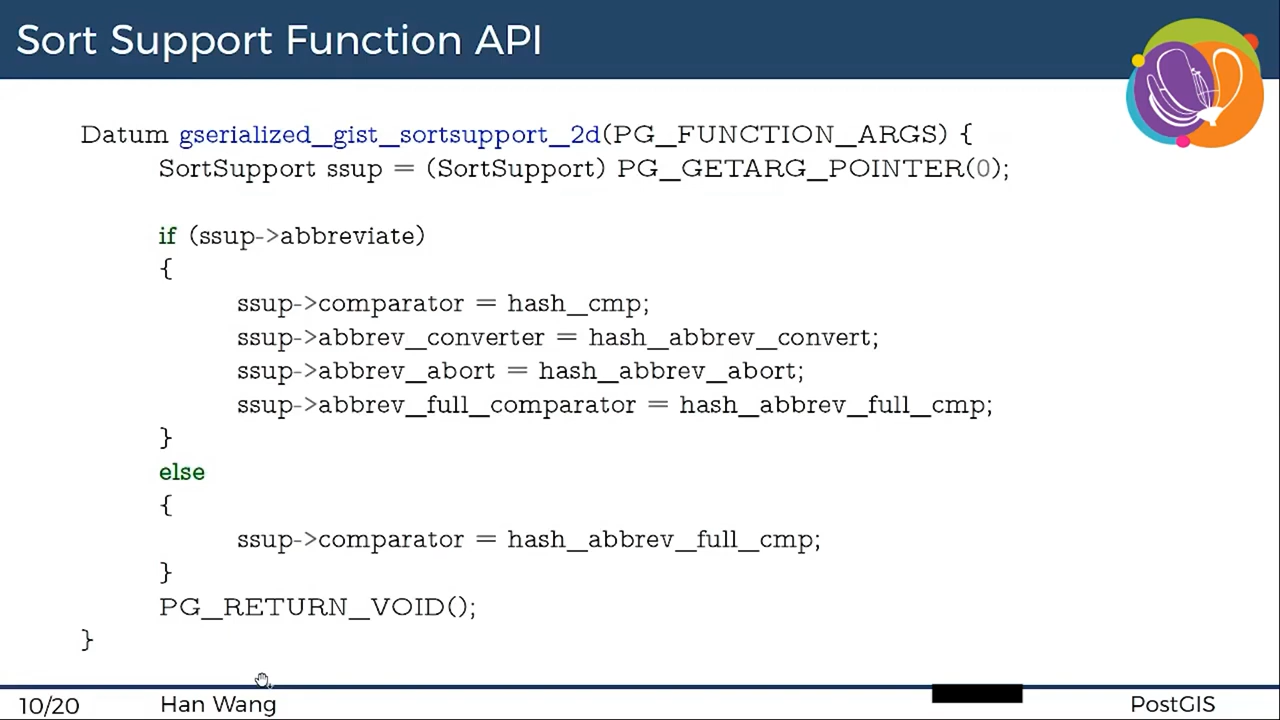 Sort Support Function API
Datum gserialized_gist_sortsupport_2d(PG_FUNCTION_ARGS) {
SortSupport ssup = (SortSupport) PG_GETARG_POINTER(0);
if (ssup->abbreviate)
{
ssup->comparator = hash_cmp;
ssup->abbrev_converter = hash_abbrev_convert;
ssup->abbrev_abort = hash_abbrev_abort;
ssup->abbrev_full_comparator = hash_abbrev_full_cmp;
}
else
{
ssup->comparator = hash_abbrev_full_cmp;
}
PG_RETURN_VOID();
}
10/20 Han Wang PostGIS